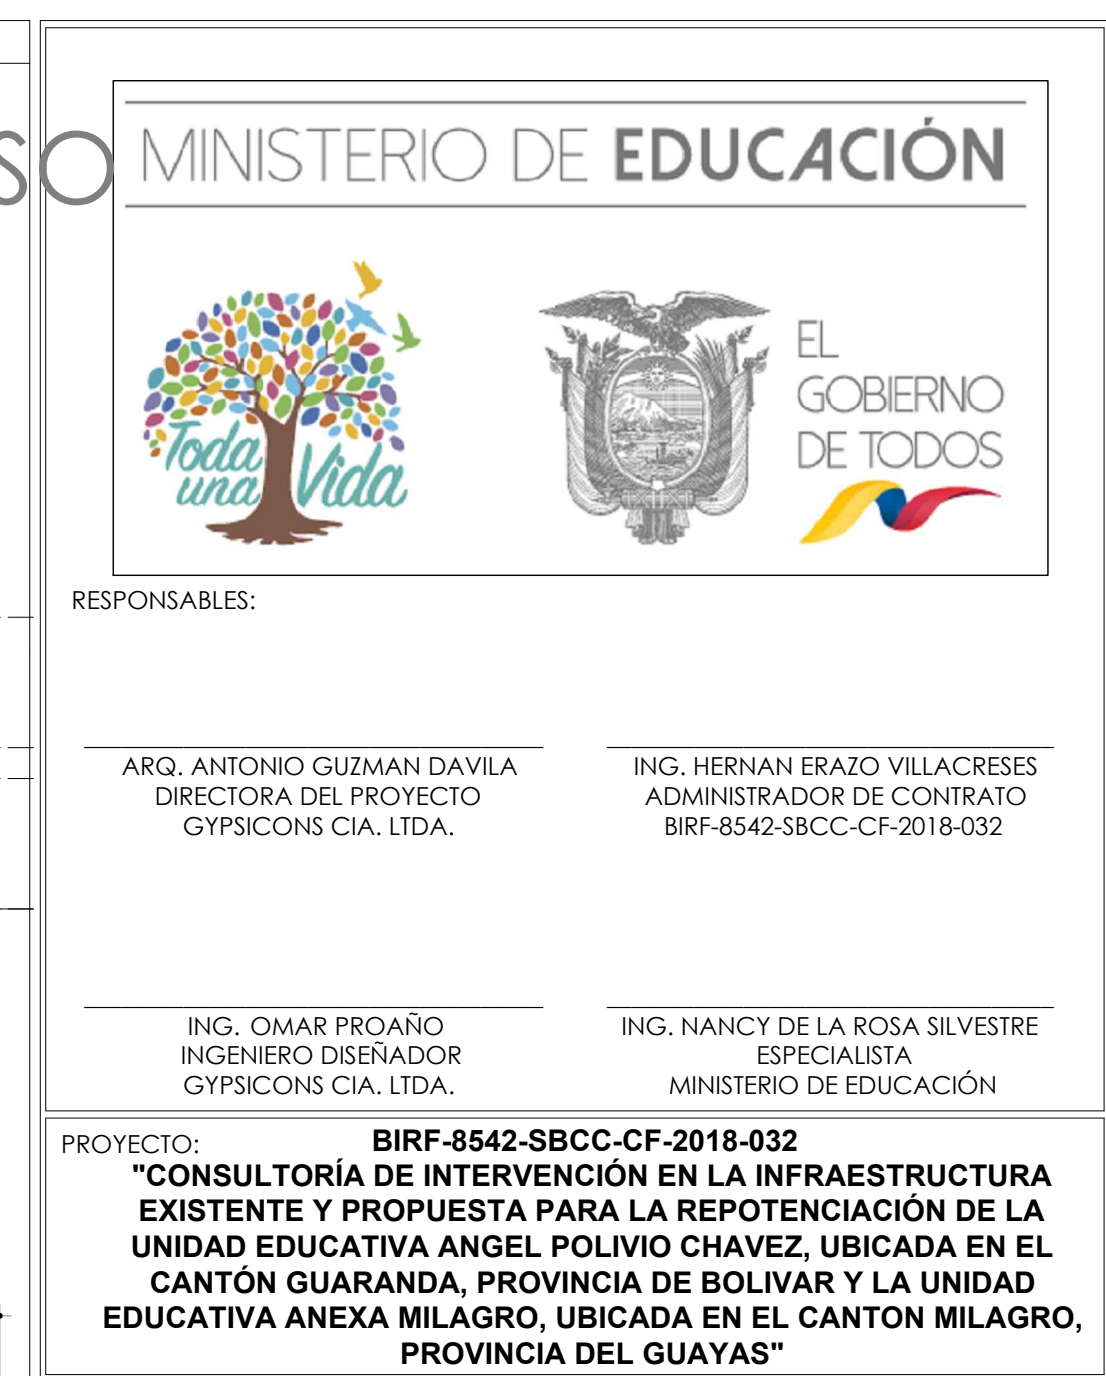 SO
MINISTERIO DE EDUCACIÓN
Toda
una Vida
EL
GOBIERNO
DE TODOS
RESPONSABLES:
ARQ. ANTONIO GUZMAN DAVILA
DIRECTORA DEL PROYECTO
GYPSICONS CIA. LTDA.
ING. HERNAN ERAZO VILLACRESES
ADMINISTRADOR DE CONTRATO
BIRF-8542-SBCC-CF-2018-032
ING. OMAR PROAÑO
INGENIERO DISEÑADOR
GYPSICONS CIA. LTDA.
ING. NANCY DE LA ROSA SILVESTRE
ESPECIALISTA
MINISTERIO DE EDUCACIÓN
PROYECTO: BIRF-8542-SBCC-CF-2018-032
"CONSULTORÍA DE INTERVENCIÓN EN LA INFRAESTRUCTURA
EXISTENTE Y PROPUESTA PARA LA REPOTENCIACIÓN DE LA
UNIDAD EDUCATIVA ANGEL POLIVIO CHAVEZ, UBICADA EN EL
CANTÓN GUARANDA, PROVINCIA DE BOLIVAR Y LA UNIDAD
EDUCATIVA ANEXA MILAGRO, UBICADA EN EL CANTON MILAGRO,
PROVINCIA DEL GUAYAS"